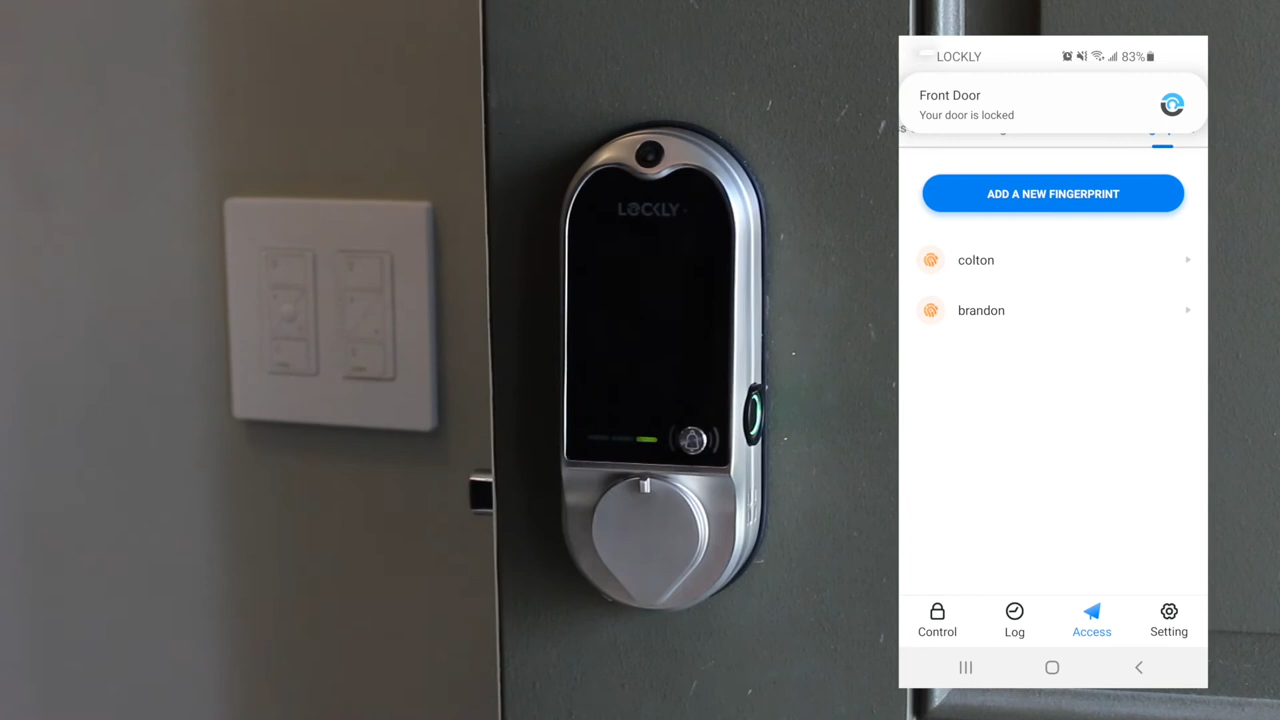 LOCKLY
LOCKLY
83%
Front Door
Your door is locked
ADD A NEW FINGERPRINT
colton
brandon
Control
Log
Access
Setting